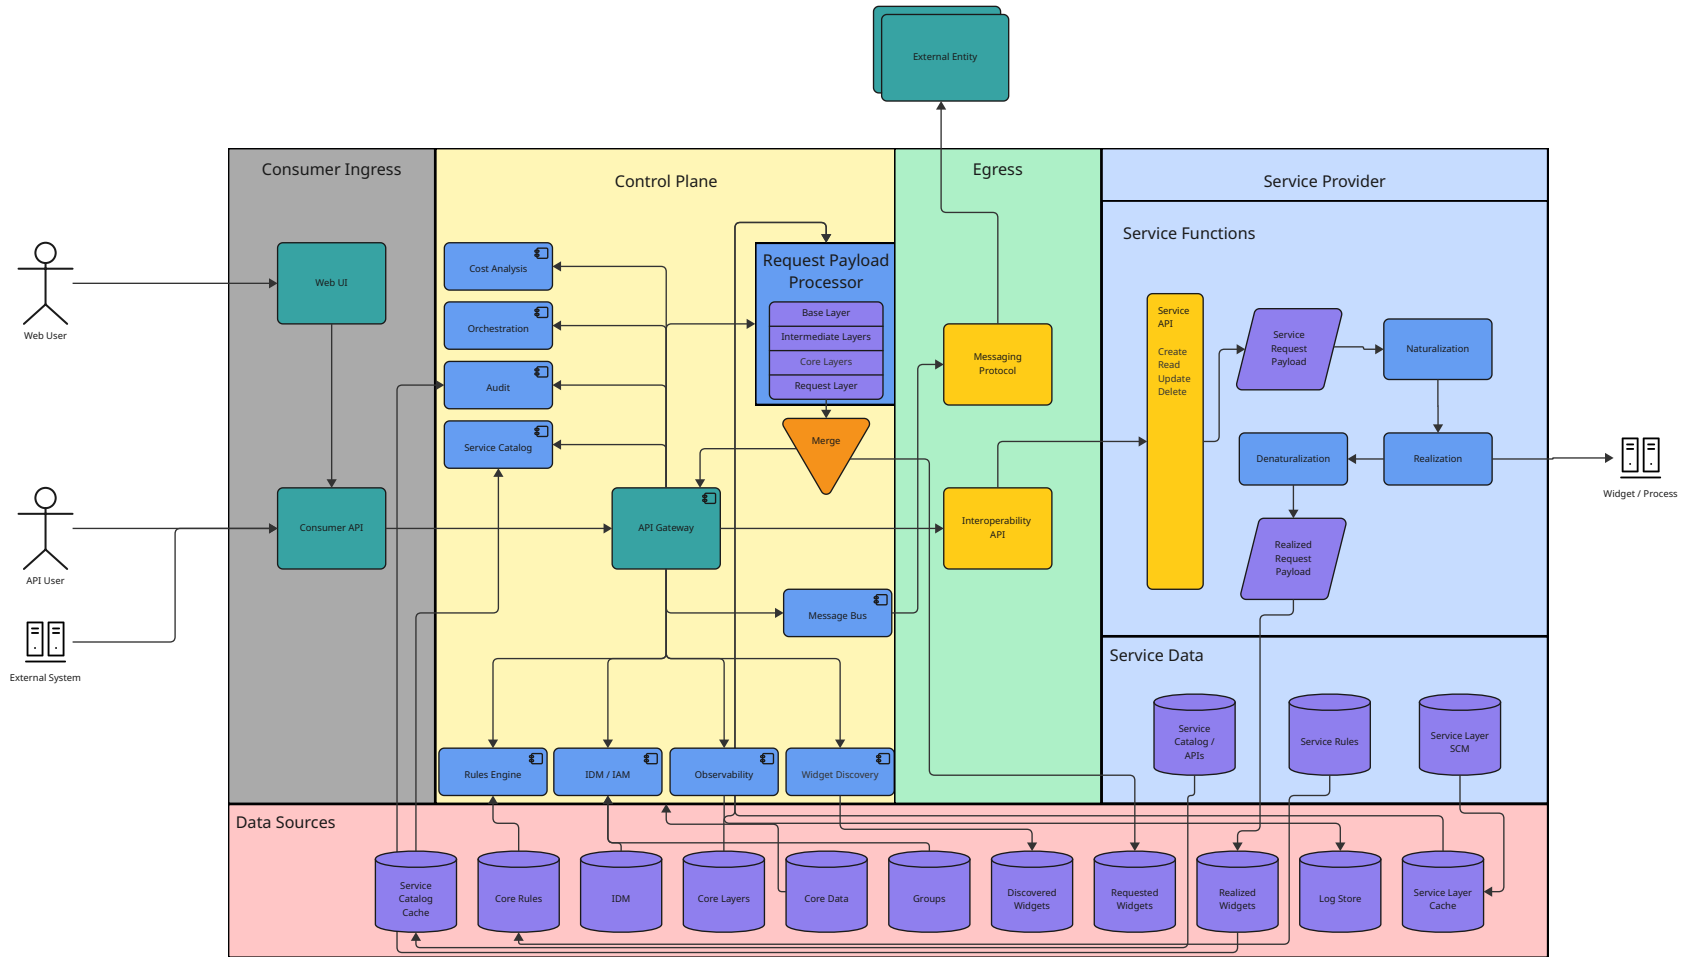 External Entity
Consumer Ingress
Control Plane
Egress
Service Provider
Service Functions
Web User
Web UI
Cost Analysis
Orchestration
Audit
Service Catalog
Request Payload
Processor
Base Layer
Intermediate Layers
Core Layers
Request Layer
Merge
Messaging
Protocol
Service
API
Create
Read
Update
Delete
Service
Request
Payload
Naturalization
Denaturalization
Realization
Widget / Process
API User
Consumer API
API Gateway
Interoperability
API
Realized
Request
Payload
External System
Message Bus
Service Data
Service
Catalog /
APIs
Service Rules
Service Layer
SCM
Rules Engine
IDM / IAM
Observability
Widget Discovery
Data Sources
Service
Catalog
Cache
Core Rules
IDM
Core Layers
Core Data
Groups
Discovered
Widgets
Requested
Widgets
Realized
Widgets
Log Store
Service Layer
Cache